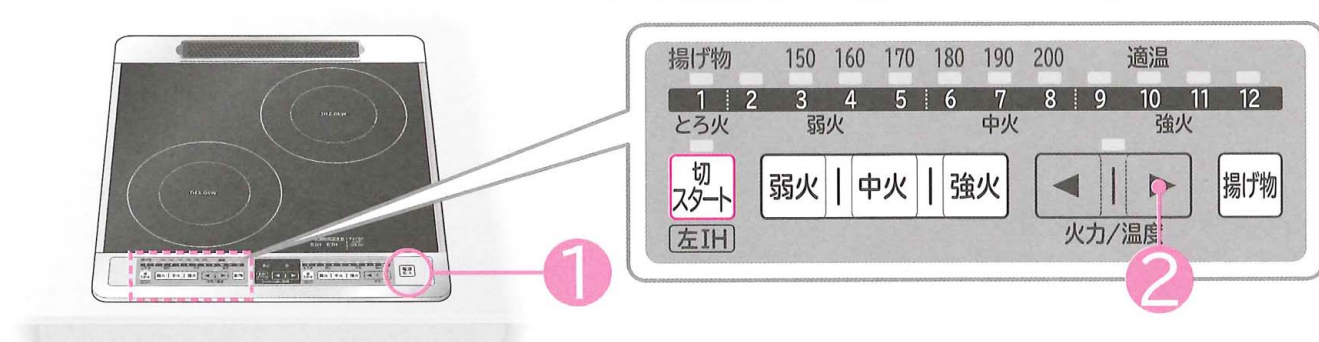 揚げ物 150 160 170 180 190 200 適温
1 2 3 4 5 6 7 8 9 10 11 12
とろ火 弱火 中火 強火
切
スタート
弱火 中火 強火
◀ ▶
揚げ物
左IH
火力/温度
1
2